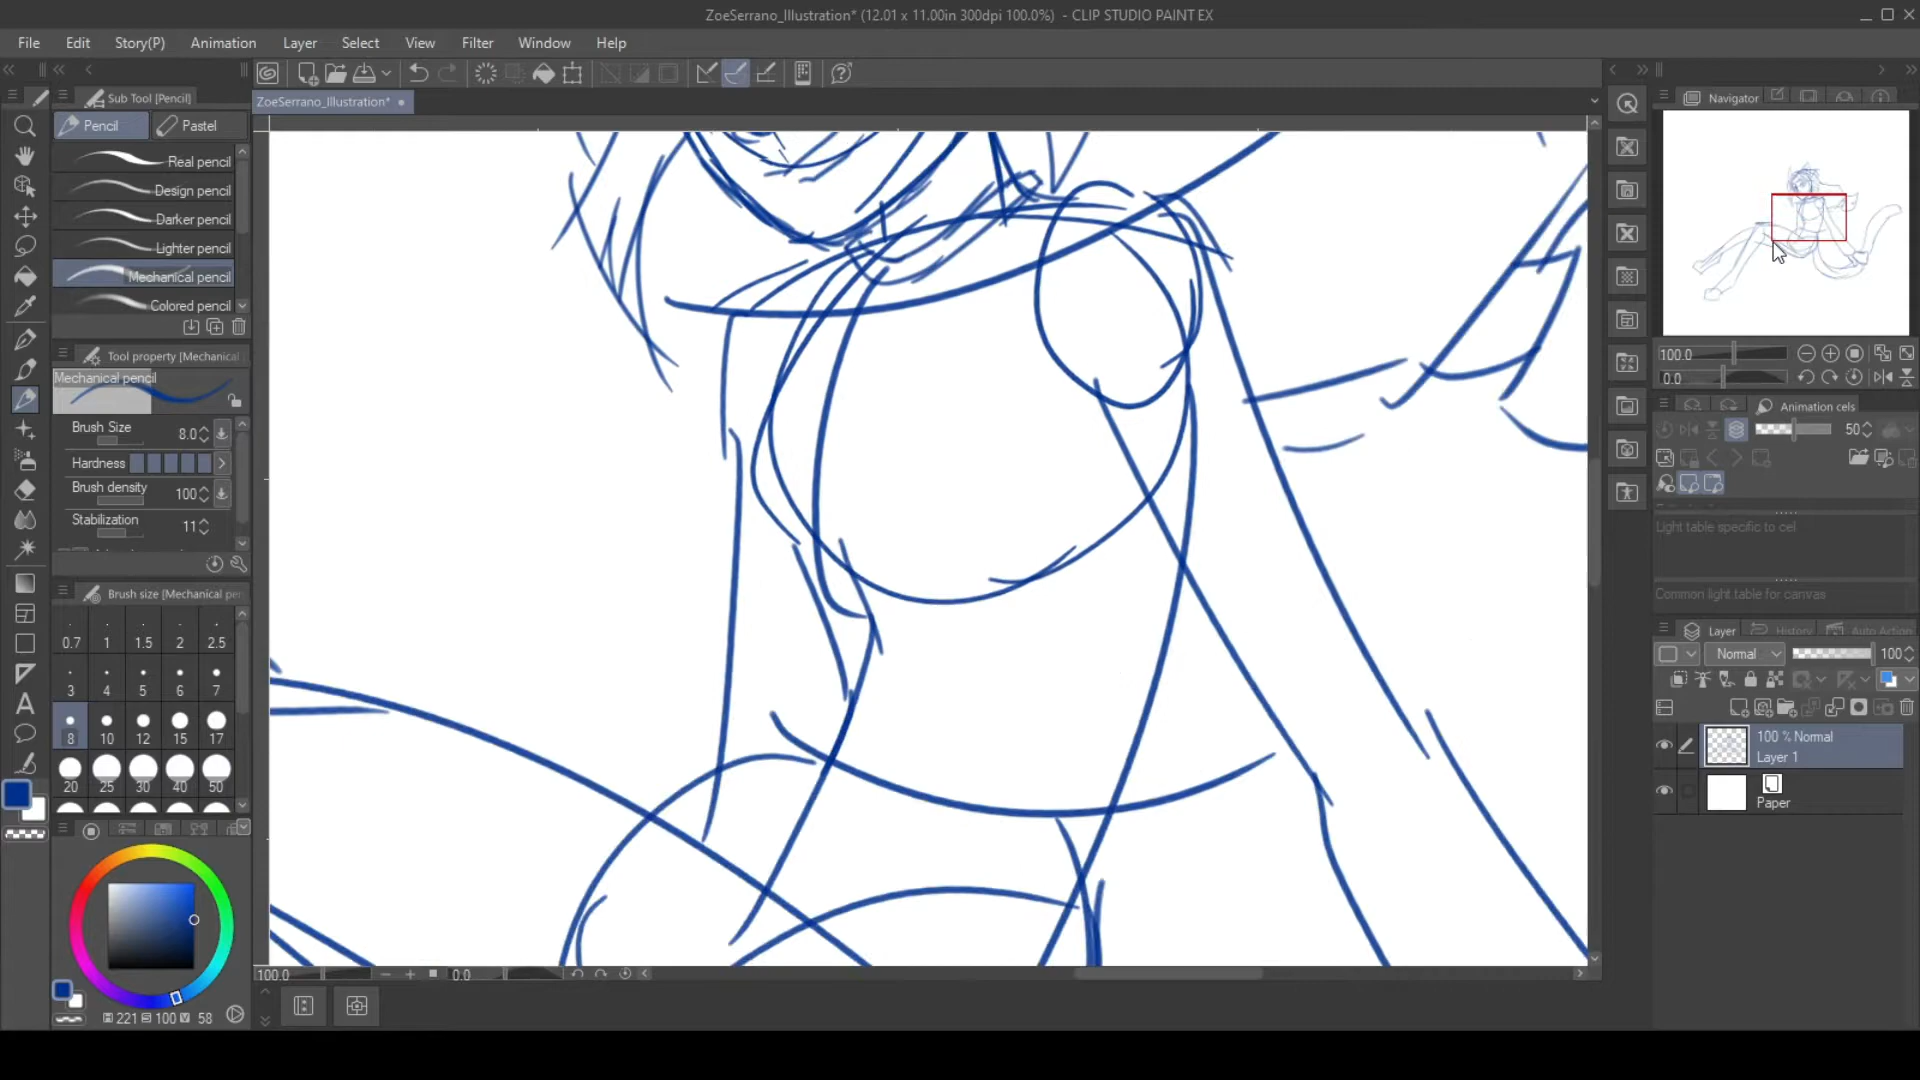 ZoeSerrano_Illustration* (12.01 x 11.00in 300dpi 100.0%) - CLIP STUDIO PAINT EX
File Edit Story(P) Animation Layer Select View Filter Window Help
ZoeSerrano_Illustration*
Sub Tool [Pencil]
Pencil Pastel
Real pencil
Design pencil
Darker pencil
Lighter pencil
Mechanical pencil
Colored pencil
Tool property [Mechanical
Mechanical pencil
Brush Size 8.0
Hardness
Brush density 100
Stabilization 11
Brush size [Mechanical pen
0.7 1 1.5 2 2.5
3 4 5 6 7
8 10 12 15 17
20 25 30 40 50
H 221 S 100 V 58
100.0 0.0
Navigator
100.0
0.0
Animation cels
50
Light table specific to cel
Common light table for canvas
Layer History Auto Action
Normal 100
100 % Normal
Layer 1
Paper